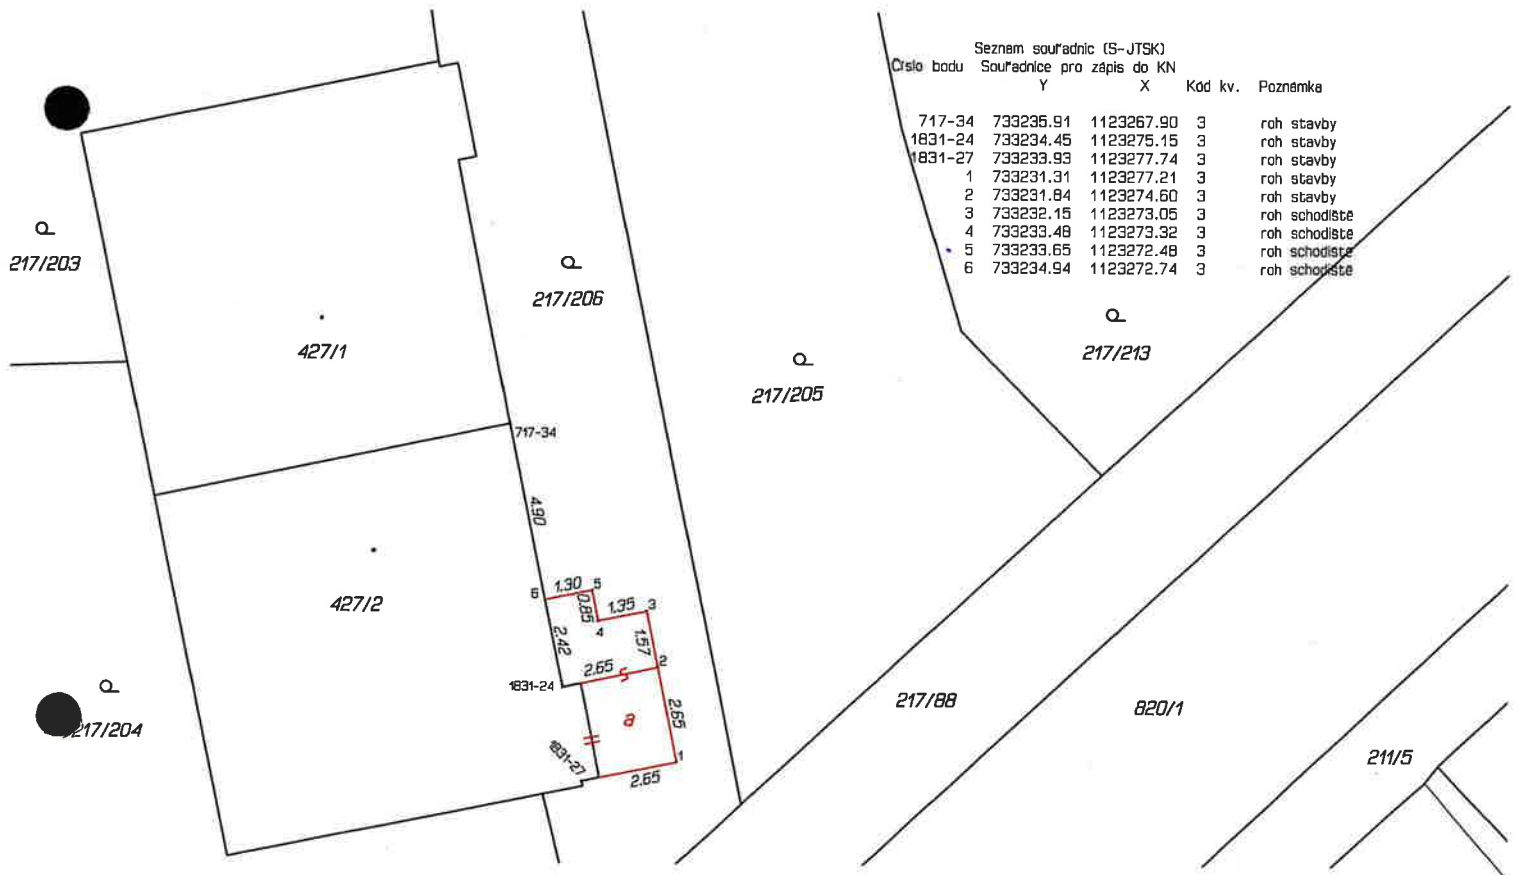 Seznam souřadnic (S-JTSK)
Číslo bodu Souřadnice pro zápis do KN
Y X Kód kv. Poznámka
717-34 733235.91 1123267.90 3 roh stavby
1831-24 733234.45 1123275.15 3 roh stavby
1831-27 733233.93 1123277.74 3 roh stavby
1 733231.31 1123277.21 3 roh stavby
2 733231.84 1123274.60 3 roh stavby
3 733232.15 1123273.05 3 roh schodiště
4 733233.48 1123273.32 3 roh schodiště
5 733233.65 1123272.48 3 roh schodiště
6 733234.94 1123272.74 3 roh schodiště
217/203
217/206
427/1
217/205
217/213
717-34
4.90
427/2
6
1.30
5
0.85
1.35
3
4
2.42
1.57
2.65
2
1831-24
a
2.65
1831-27
1
2.65
217/204
217/88
820/1
211/5